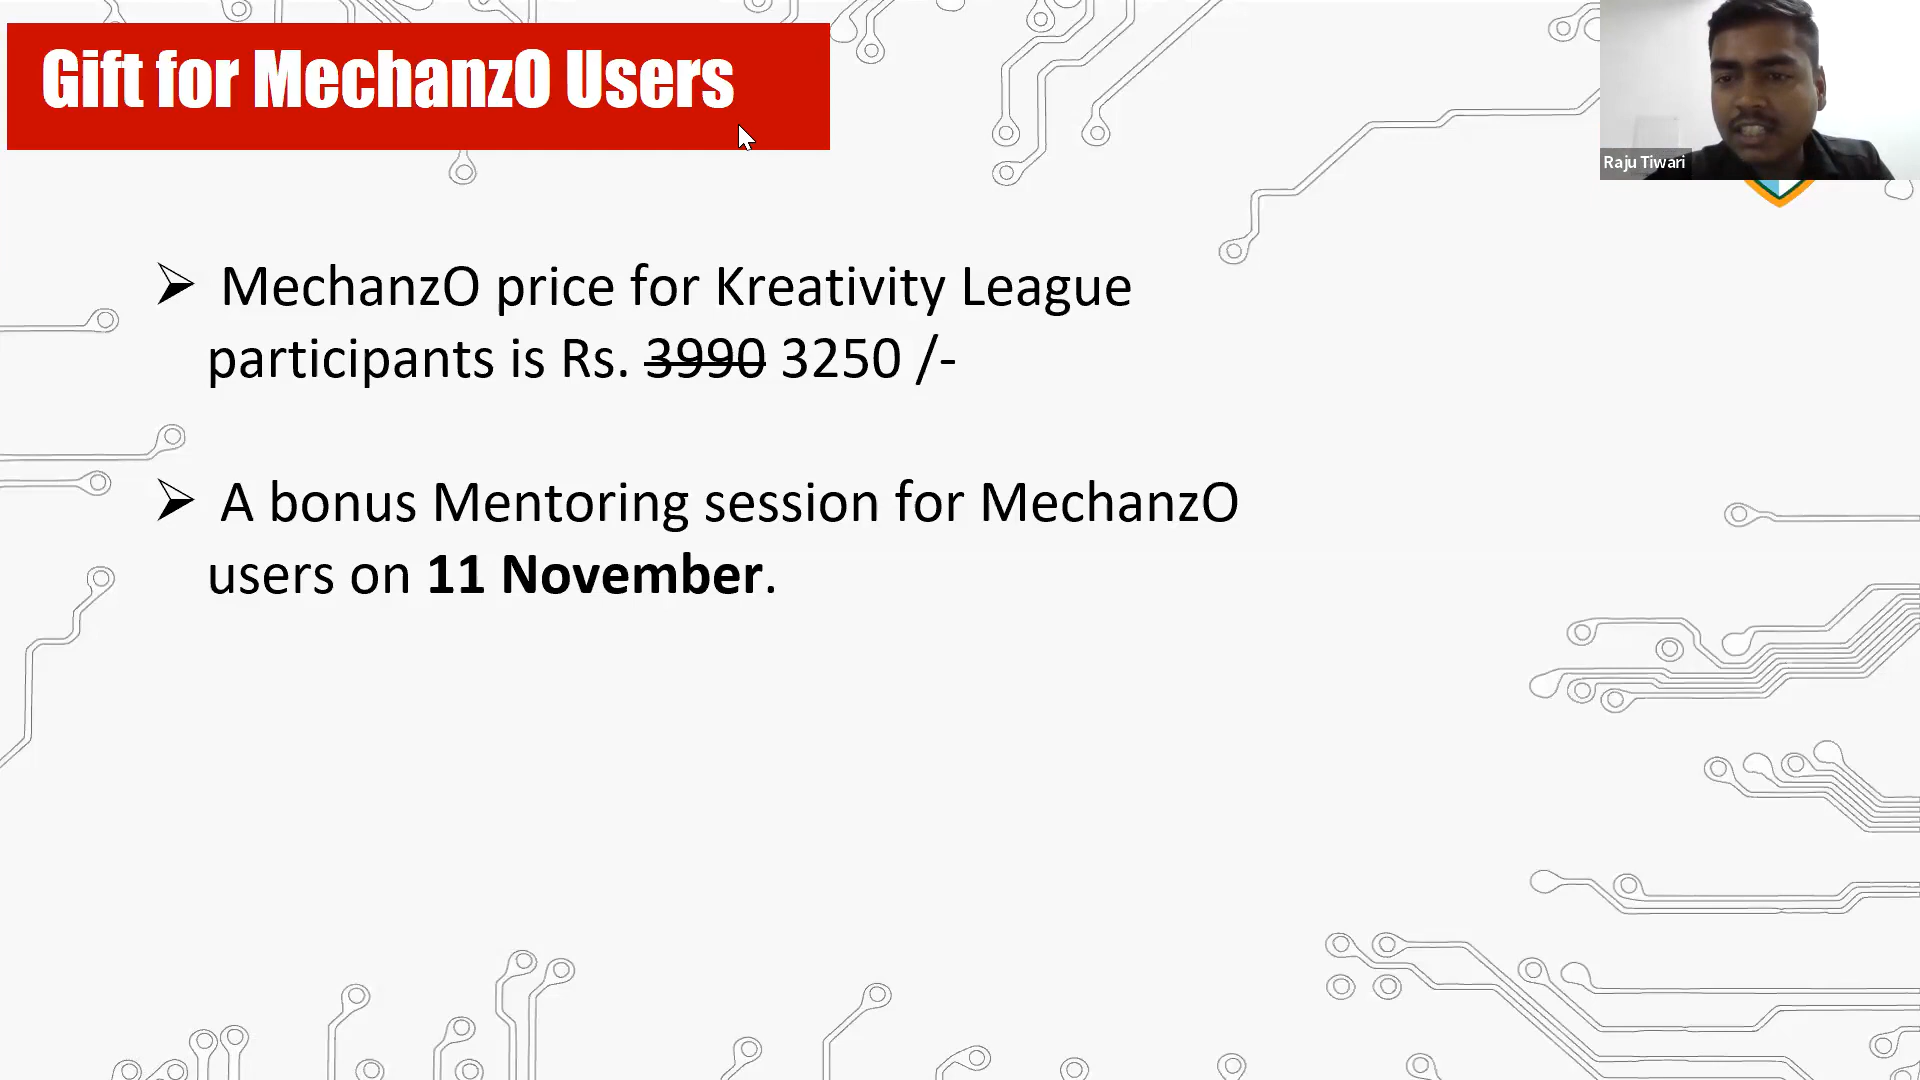 Gift for MechanzO Users
Raju Tiwari
➢ MechanzO price for Kreativity League
participants is Rs. 3990 3250 /-
➢ A bonus Mentoring session for MechanzO
users on 11 November.